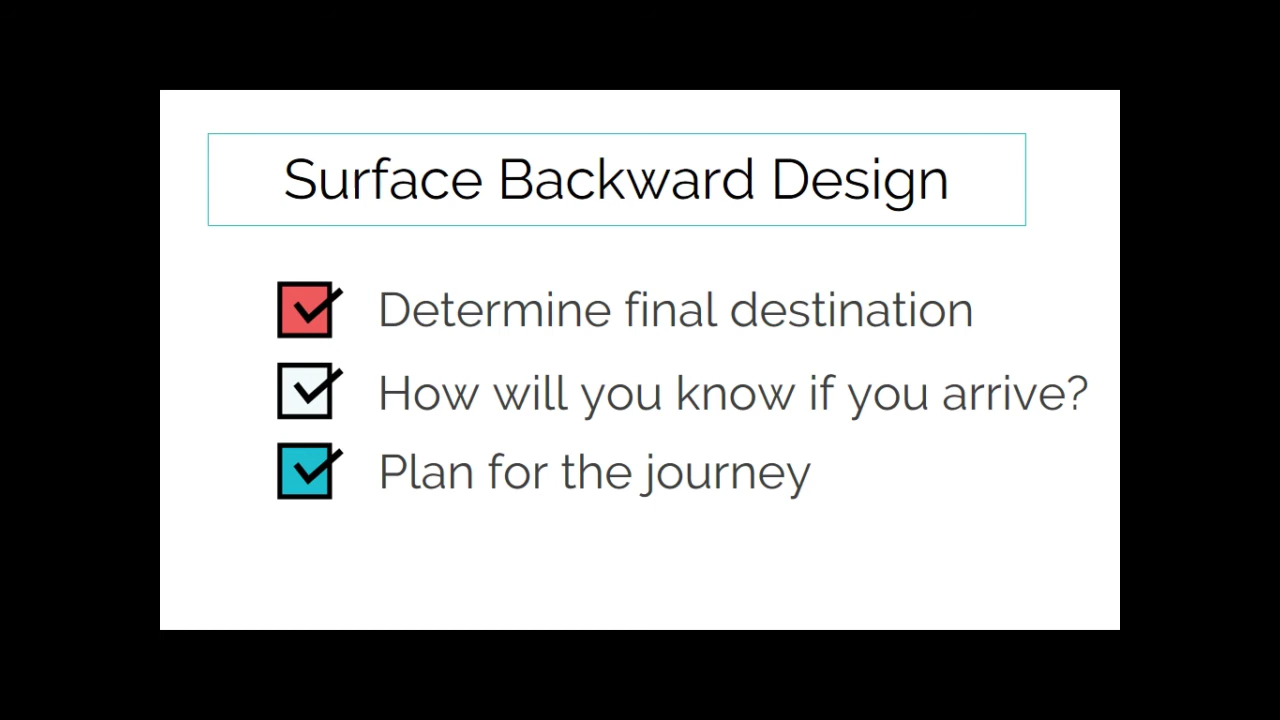 Surface Backward Design
Determine final destination
How will you know if you arrive?
Plan for the journey